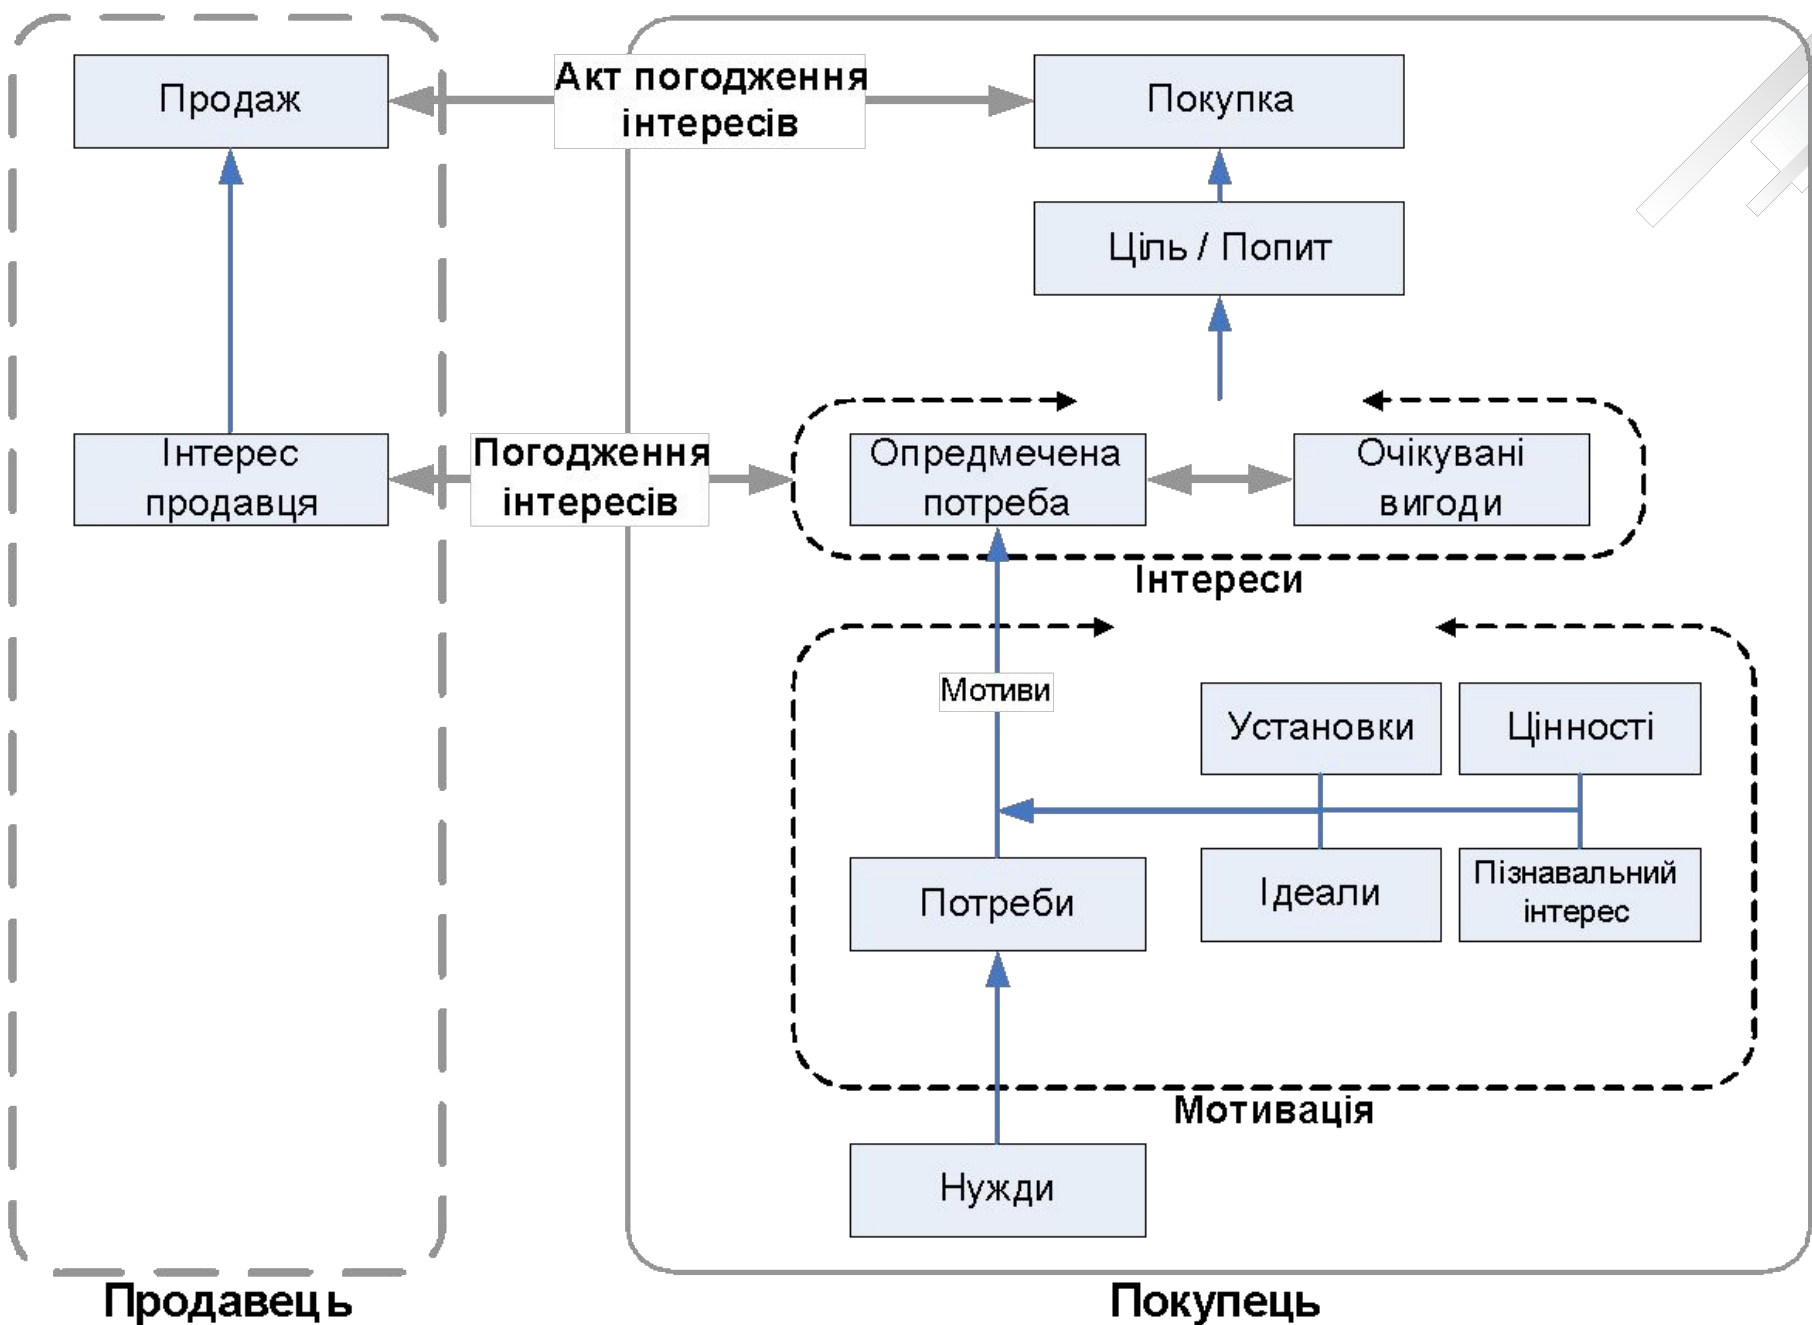 Продаж
Акт погодження
інтересів
Покупка
Ціль / Попит
Інтерес
продавця
Погодження
інтересів
Опредмечена
потреба
Очікувані
вигоди
Інтереси
Мотиви
Установки
Цінності
Потреби
Ідеали
Пізнавальний
інтерес
Мотивація
Нужди
Продавець
Покупець